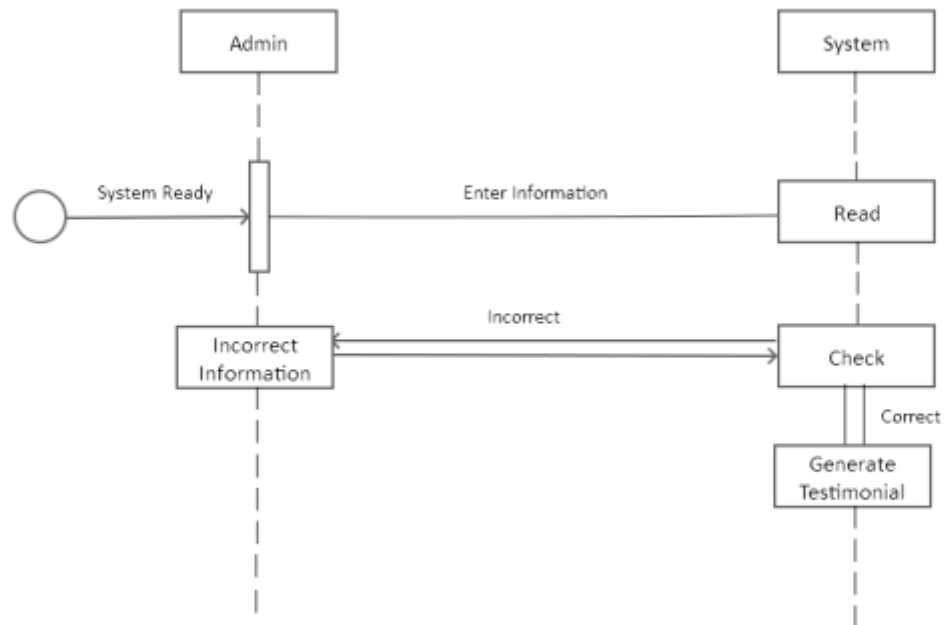 Admin
System
System Ready
Enter Information
Read
Incorrect
Incorrect
Information
Check
Correct
Generate
Testimonial